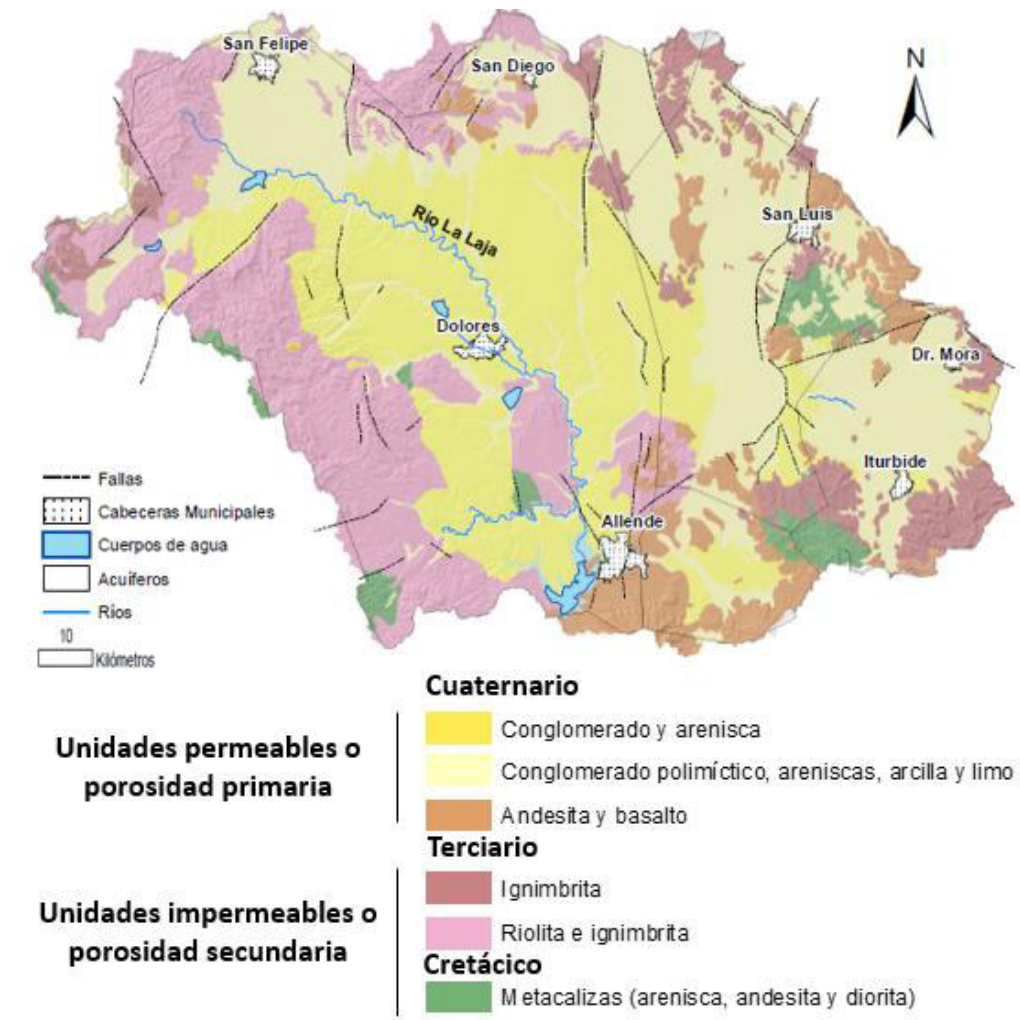 San Felipe
San Diego
N
San Luis
Río La Laja
Dolores
Dr. Mora
Iturbide
Allende
Fallas
Cabeceras Municipales
Cuerpos de agua
Acuíferos
Ríos
10
Kilómetros
Cuaternario
Unidades permeables o
porosidad primaria
Conglomerado y arenisca
Conglomerado polimíctico, areniscas, arcilla y limo
Andesita y basalto
Terciario
Unidades impermeables o
porosidad secundaria
Ignimbrita
Riolita e ignimbrita
Cretácico
Metacalizas (arenisca, andesita y diorita)